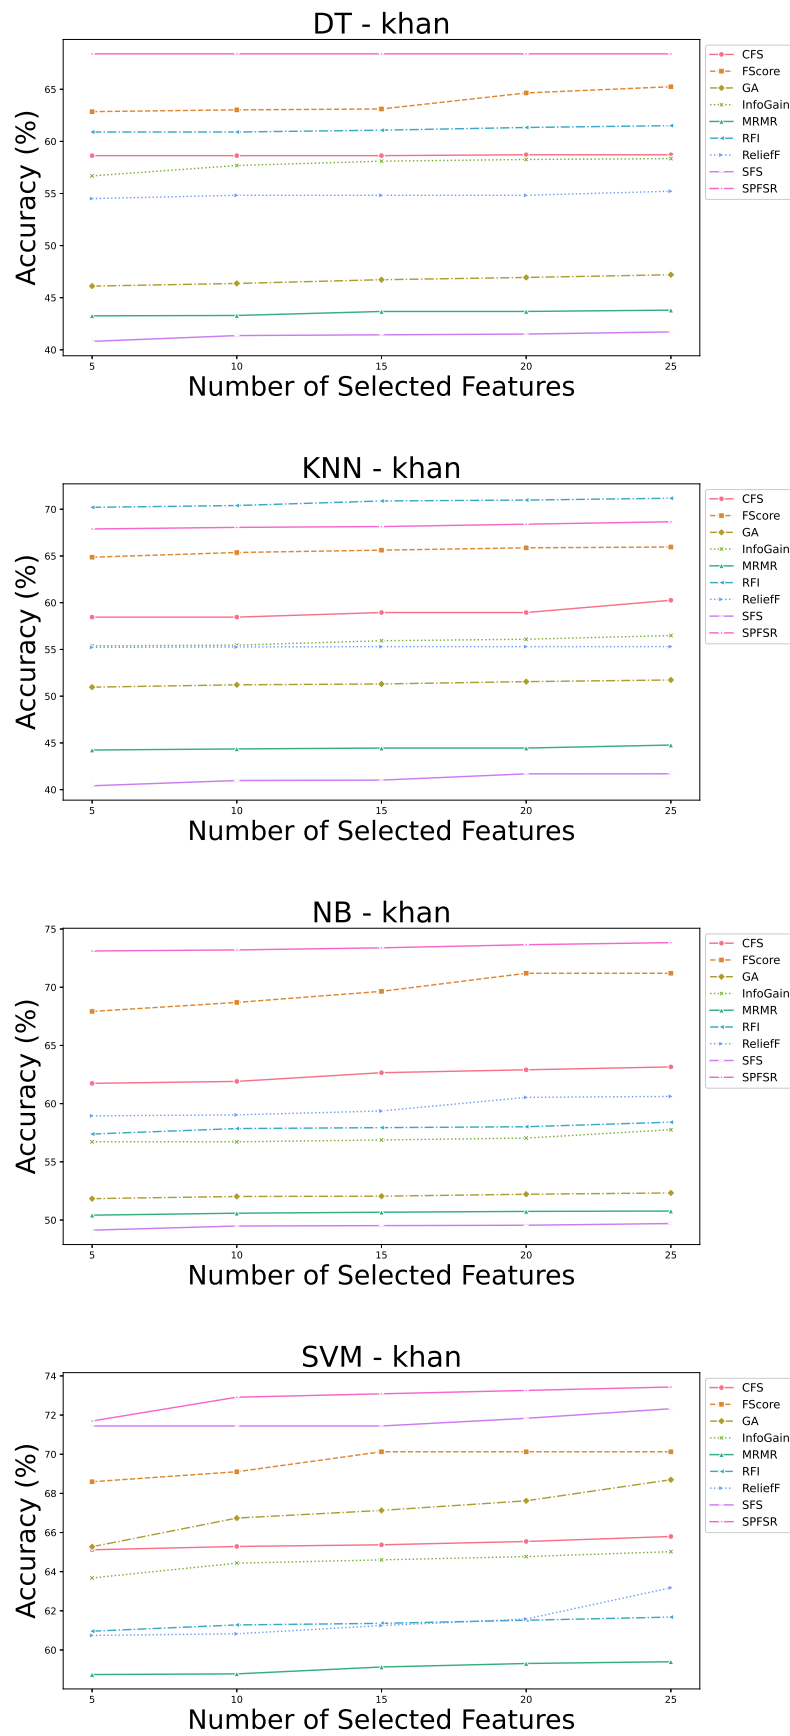 DT - khan
Accuracy (%)
65
60
55
50
45
40
5 10 15 20 25
Number of Selected Features
CFS
FScore
GA
InfoGain
MRMR
RFI
ReliefF
SFS
SPFSR
KNN - khan
Accuracy (%)
70
65
60
55
50
45
40
5 10 15 20 25
Number of Selected Features
CFS
FScore
GA
InfoGain
MRMR
RFI
ReliefF
SFS
SPFSR
NB - khan
Accuracy (%)
75
70
65
60
55
50
5 10 15 20 25
Number of Selected Features
CFS
FScore
GA
InfoGain
MRMR
RFI
ReliefF
SFS
SPFSR
SVM - khan
Accuracy (%)
74
72
70
68
66
64
62
60
5 10 15 20 25
Number of Selected Features
CFS
FScore
GA
InfoGain
MRMR
RFI
ReliefF
SFS
SPFSR